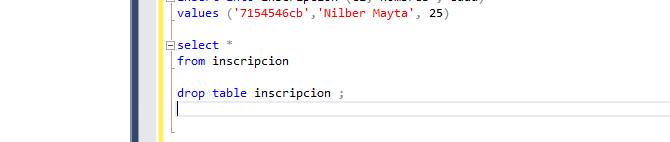 values ('7154546cb','Nilber Mayta', 25)
select *
from inscripcion
drop table inscripcion ;